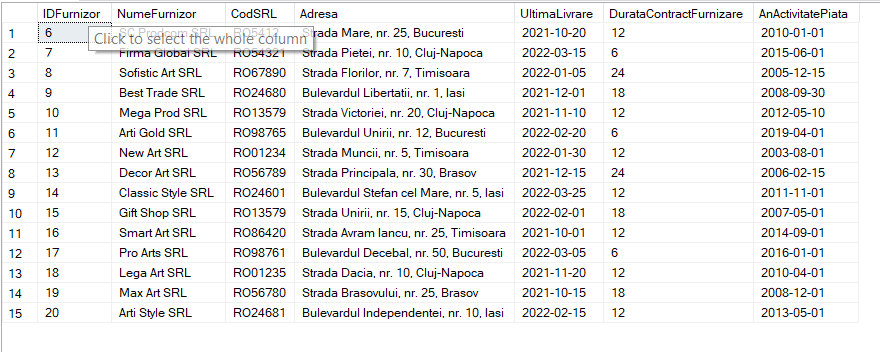 IDFurnizor NumeFurnizor CodSRL Adresa UltimaLivrare DurataContractFurnizare AnActivitatePiata
1 6 SC Prodcom SRL RO5412 Strada Mare, nr. 25, Bucuresti 2021-10-20 12 2010-01-01
Click to select the whole column
2 7 Firma Global SRL RO54321 Strada Pietei, nr. 10, Cluj-Napoca 2022-03-15 6 2015-06-01
3 8 Sofistic Art SRL RO67890 Strada Florilor, nr. 7, Timisoara 2022-01-05 24 2005-12-15
4 9 Best Trade SRL RO24680 Bulevardul Libertatii, nr. 1, Iasi 2021-12-01 18 2008-09-30
5 10 Mega Prod SRL RO13579 Strada Victoriei, nr. 20, Cluj-Napoca 2021-11-10 12 2012-05-10
6 11 Arti Gold SRL RO98765 Bulevardul Unirii, nr. 12, Bucuresti 2022-02-20 6 2019-04-01
7 12 New Art SRL RO01234 Strada Muncii, nr. 5, Timisoara 2022-01-30 12 2003-08-01
8 13 Decor Art SRL RO56789 Strada Principala, nr. 30, Brasov 2021-12-15 24 2006-02-15
9 14 Classic Style SRL RO24601 Bulevardul Stefan cel Mare, nr. 5, Iasi 2022-03-25 12 2011-11-01
10 15 Gift Shop SRL RO13579 Strada Unirii, nr. 15, Cluj-Napoca 2022-02-01 18 2007-05-01
11 16 Smart Art SRL RO86420 Strada Avram Iancu, nr. 25, Timisoara 2021-10-01 12 2014-09-01
12 17 Pro Arts SRL RO98761 Bulevardul Decebal, nr. 50, Bucuresti 2022-03-05 6 2016-01-01
13 18 Lega Art SRL RO01235 Strada Dacia, nr. 10, Cluj-Napoca 2021-11-20 12 2010-04-01
14 19 Max Art SRL RO56780 Strada Brasovului, nr. 25, Brasov 2021-10-15 18 2008-12-01
15 20 Arti Style SRL RO24681 Bulevardul Independentei, nr. 10, Iasi 2022-02-15 12 2013-05-01